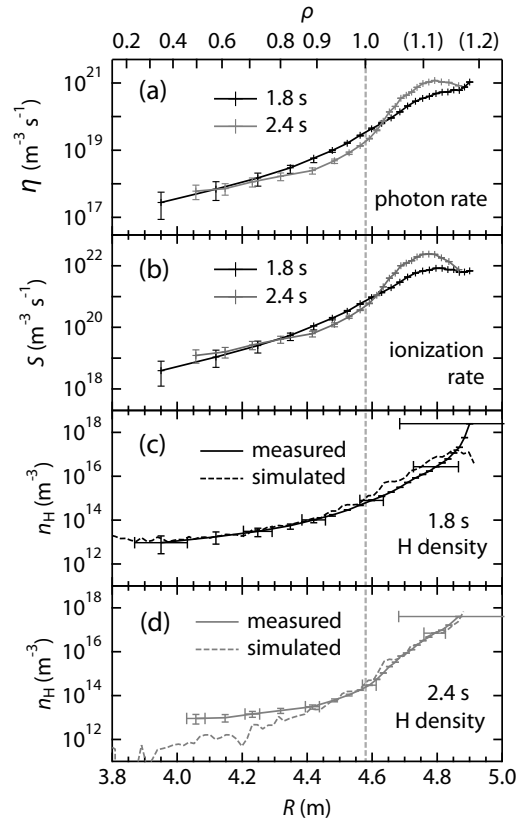 ρ
0.2 0.4 0.6 0.8 0.9 1.0 (1.1) (1.2)
(a)
1.8 s
2.4 s
photon rate
η (m⁻³ s⁻¹)
10²¹
10¹⁹
10¹⁷
(b)
1.8 s
2.4 s
ionization
rate
S (m⁻³ s⁻¹)
10²²
10²⁰
10¹⁸
(c)
measured
simulated
1.8 s
H density
n_H (m⁻³)
10¹⁸
10¹⁶
10¹⁴
10¹²
(d)
measured
simulated
2.4 s
H density
n_H (m⁻³)
10¹⁸
10¹⁶
10¹⁴
10¹²
3.8 4.0 4.2 4.4 4.6 4.8 5.0
R (m)